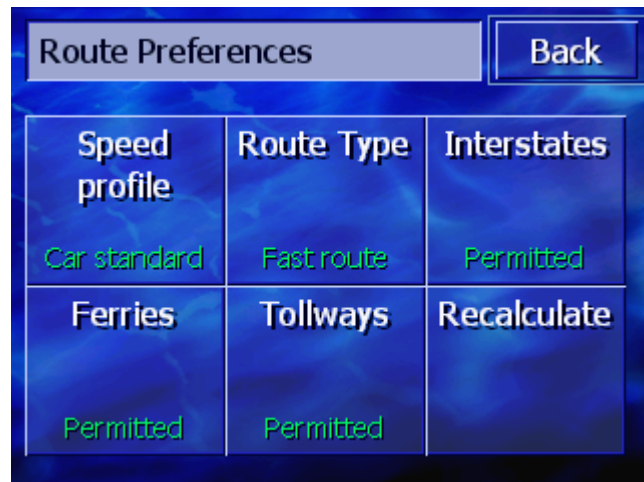 Route Preferences
Back
Speed
profile
Car standard
Route Type
Fast route
Interstates
Permitted
Ferries
Permitted
Tollways
Permitted
Recalculate